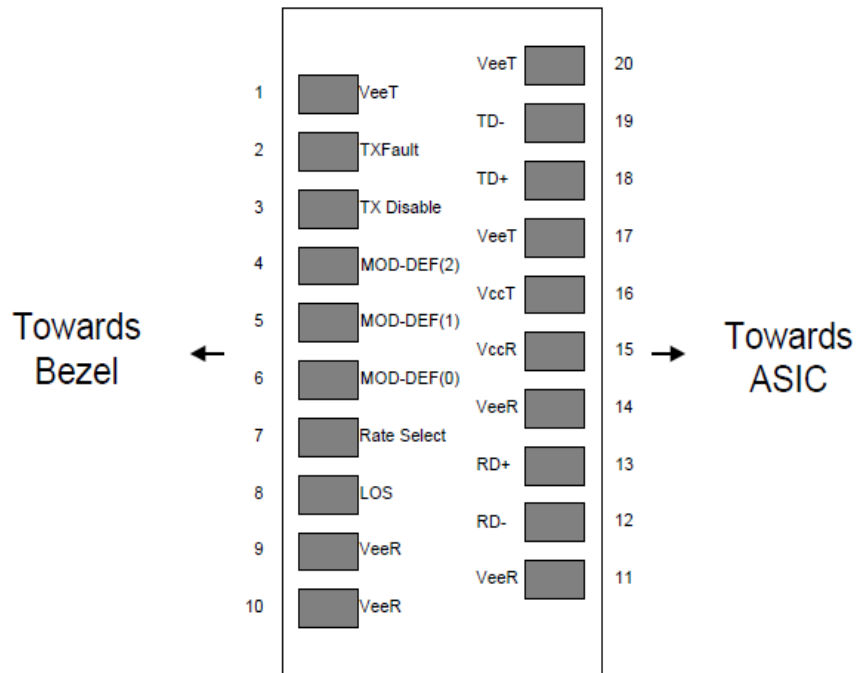 VeeT 20
1 VeeT
TD- 19
2 TXFault
TD+ 18
3 TX Disable
VeeT 17
4 MOD-DEF(2)
VccT 16
5 MOD-DEF(1)
Towards
Bezel
VccR 15
Towards
ASIC
6 MOD-DEF(0)
VeeR 14
7 Rate Select
RD+ 13
8 LOS
RD- 12
9 VeeR
VeeR 11
10 VeeR